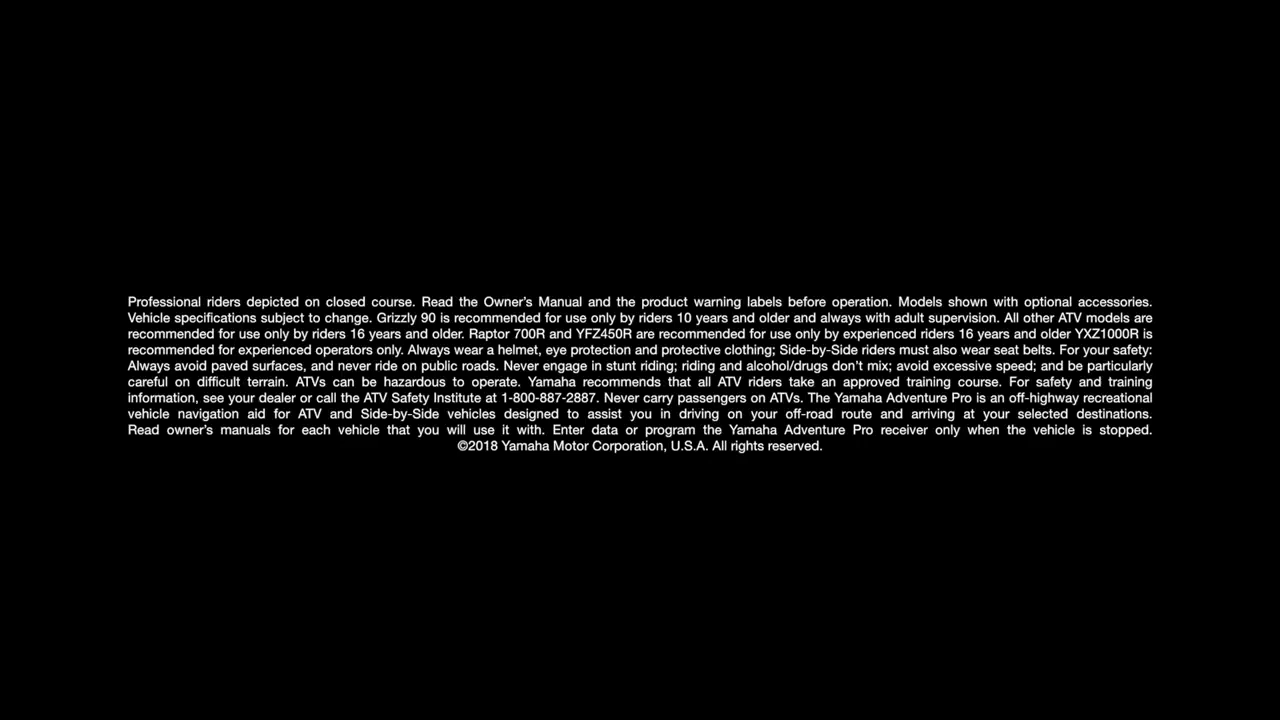 Professional riders depicted on closed course. Read the Owner’s Manual and the product warning labels before operation. Models shown with optional accessories.
Vehicle specifications subject to change. Grizzly 90 is recommended for use only by riders 10 years and older and always with adult supervision. All other ATV models are
recommended for use only by riders 16 years and older. Raptor 700R and YFZ450R are recommended for use only by experienced riders 16 years and older YXZ1000R is
recommended for experienced operators only. Always wear a helmet, eye protection and protective clothing; Side-by-Side riders must also wear seat belts. For your safety:
Always avoid paved surfaces, and never ride on public roads. Never engage in stunt riding; riding and alcohol/drugs don’t mix; avoid excessive speed; and be particularly
careful on difficult terrain. ATVs can be hazardous to operate. Yamaha recommends that all ATV riders take an approved training course. For safety and training
information, see your dealer or call the ATV Safety Institute at 1-800-887-2887. Never carry passengers on ATVs. The Yamaha Adventure Pro is an off-highway recreational
vehicle navigation aid for ATV and Side-by-Side vehicles designed to assist you in driving on your off-road route and arriving at your selected destinations.
Read owner’s manuals for each vehicle that you will use it with. Enter data or program the Yamaha Adventure Pro receiver only when the vehicle is stopped.
©2018 Yamaha Motor Corporation, U.S.A. All rights reserved.